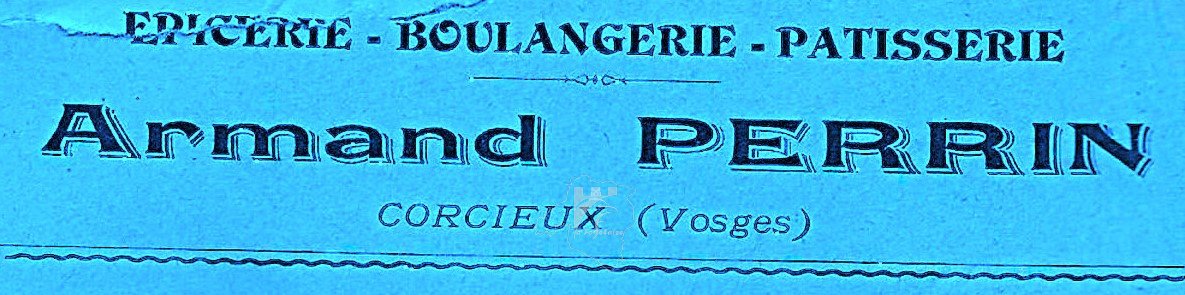 EPICERIE - BOULANGERIE - PATISSERIE
Armand PERRIN
CORCIEUX (Vosges)